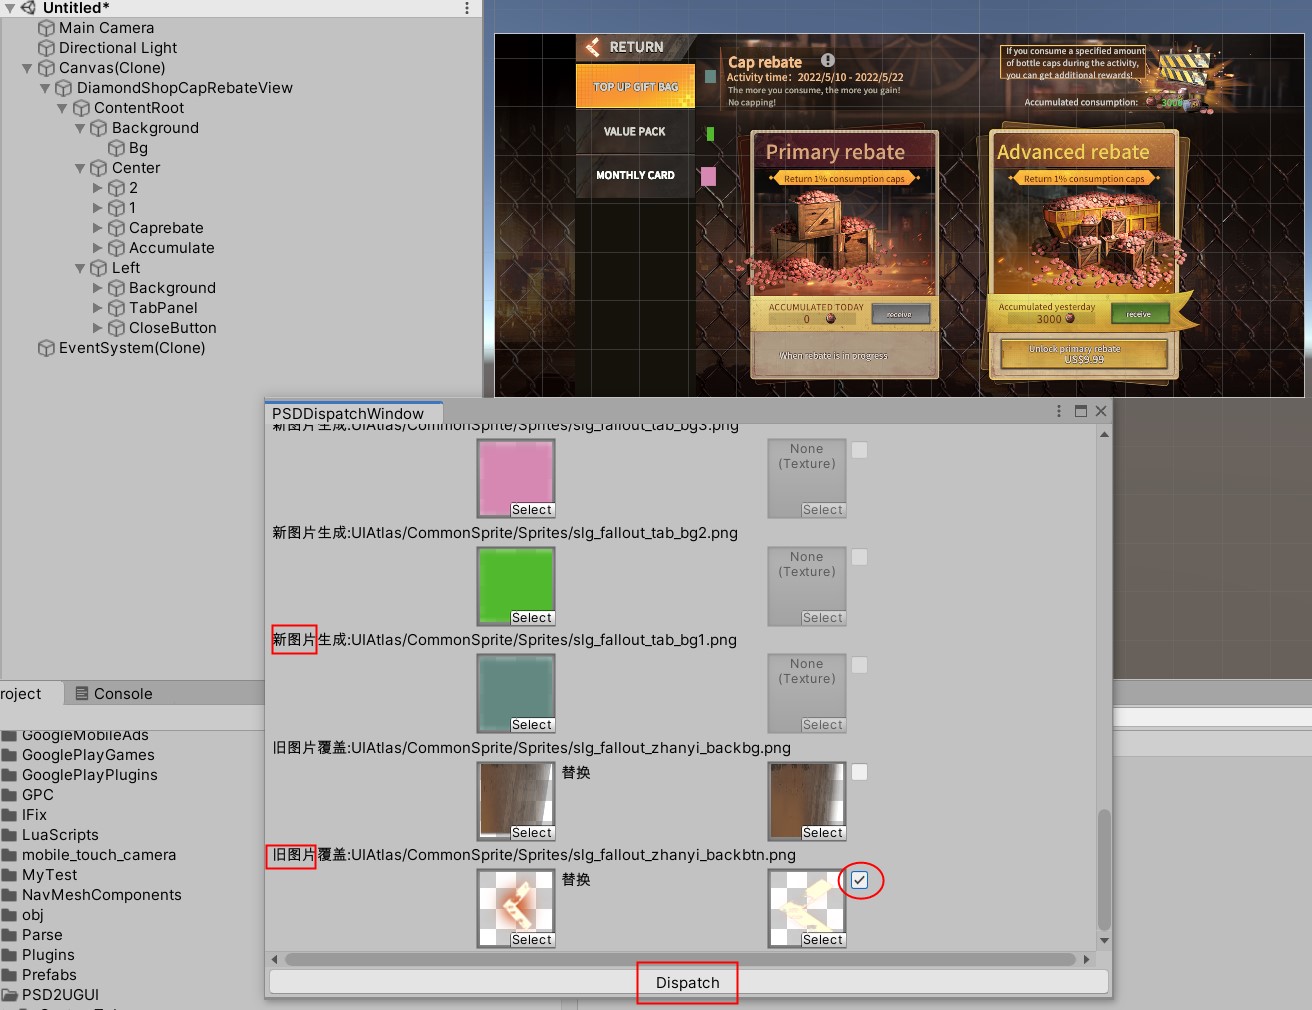 Untitled*
Main Camera
Directional Light
Canvas(Clone)
DiamondShopCapRebateView
ContentRoot
Background
Bg
Center
2
1
Caprebate
Accumulate
Left
Background
TabPanel
CloseButton
EventSystem(Clone)
RETURN
TOP UP GIFT BAG
VALUE PACK
MONTHLY CARD
Cap rebate
Activity time: 2022/5/10 - 2022/5/22
The more you consume, the more you gain!
No capping!
If you consume a specified amount
of bottle caps during the activity,
you can get additional rewards!
Accumulated consumption:
3000
Primary rebate
Return 1% consumption caps
ACCUMULATED TODAY
0
receive
When rebate is in progress
Advanced rebate
Return 1% consumption caps
Accumulated yesterday
3000
receive
Unlock primary rebate
US$9.99
PSDDispatchWindow
新图片生成:UIAtlas/CommonSprite/Sprites/slg_fallout_tab_bg3.png
Select
None
(Texture)
Select
新图片生成:UIAtlas/CommonSprite/Sprites/slg_fallout_tab_bg2.png
Select
None
(Texture)
Select
新图片生成:UIAtlas/CommonSprite/Sprites/slg_fallout_tab_bg1.png
Select
None
(Texture)
Select
旧图片覆盖:UIAtlas/CommonSprite/Sprites/slg_fallout_zhanyi_backbg.png
替换
Select
Select
旧图片覆盖:UIAtlas/CommonSprite/Sprites/slg_fallout_zhanyi_backbtn.png
替换
Select
Select
Dispatch
roject
Console
GoogleMobileAds
GooglePlayGames
GooglePlayPlugins
GPC
IFix
LuaScripts
mobile_touch_camera
MyTest
NavMeshComponents
obj
Parse
Plugins
Prefabs
PSD2UGUI